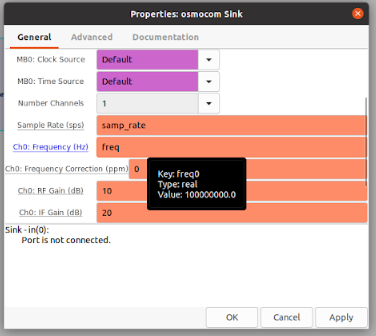 Properties: osmocom Sink
General Advanced Documentation
MB0: Clock Source Default
MB0: Time Source Default
Number Channels 1
Sample Rate (sps) samp_rate
Ch0: Frequency (Hz) freq
Ch0: Frequency Correction (ppm) 0
Key: freq0
Type: real
Value: 100000000.0
Ch0: RF Gain (dB) 10
Ch0: IF Gain (dB) 20
Sink - in(0):
Port is not connected.
OK Cancel Apply